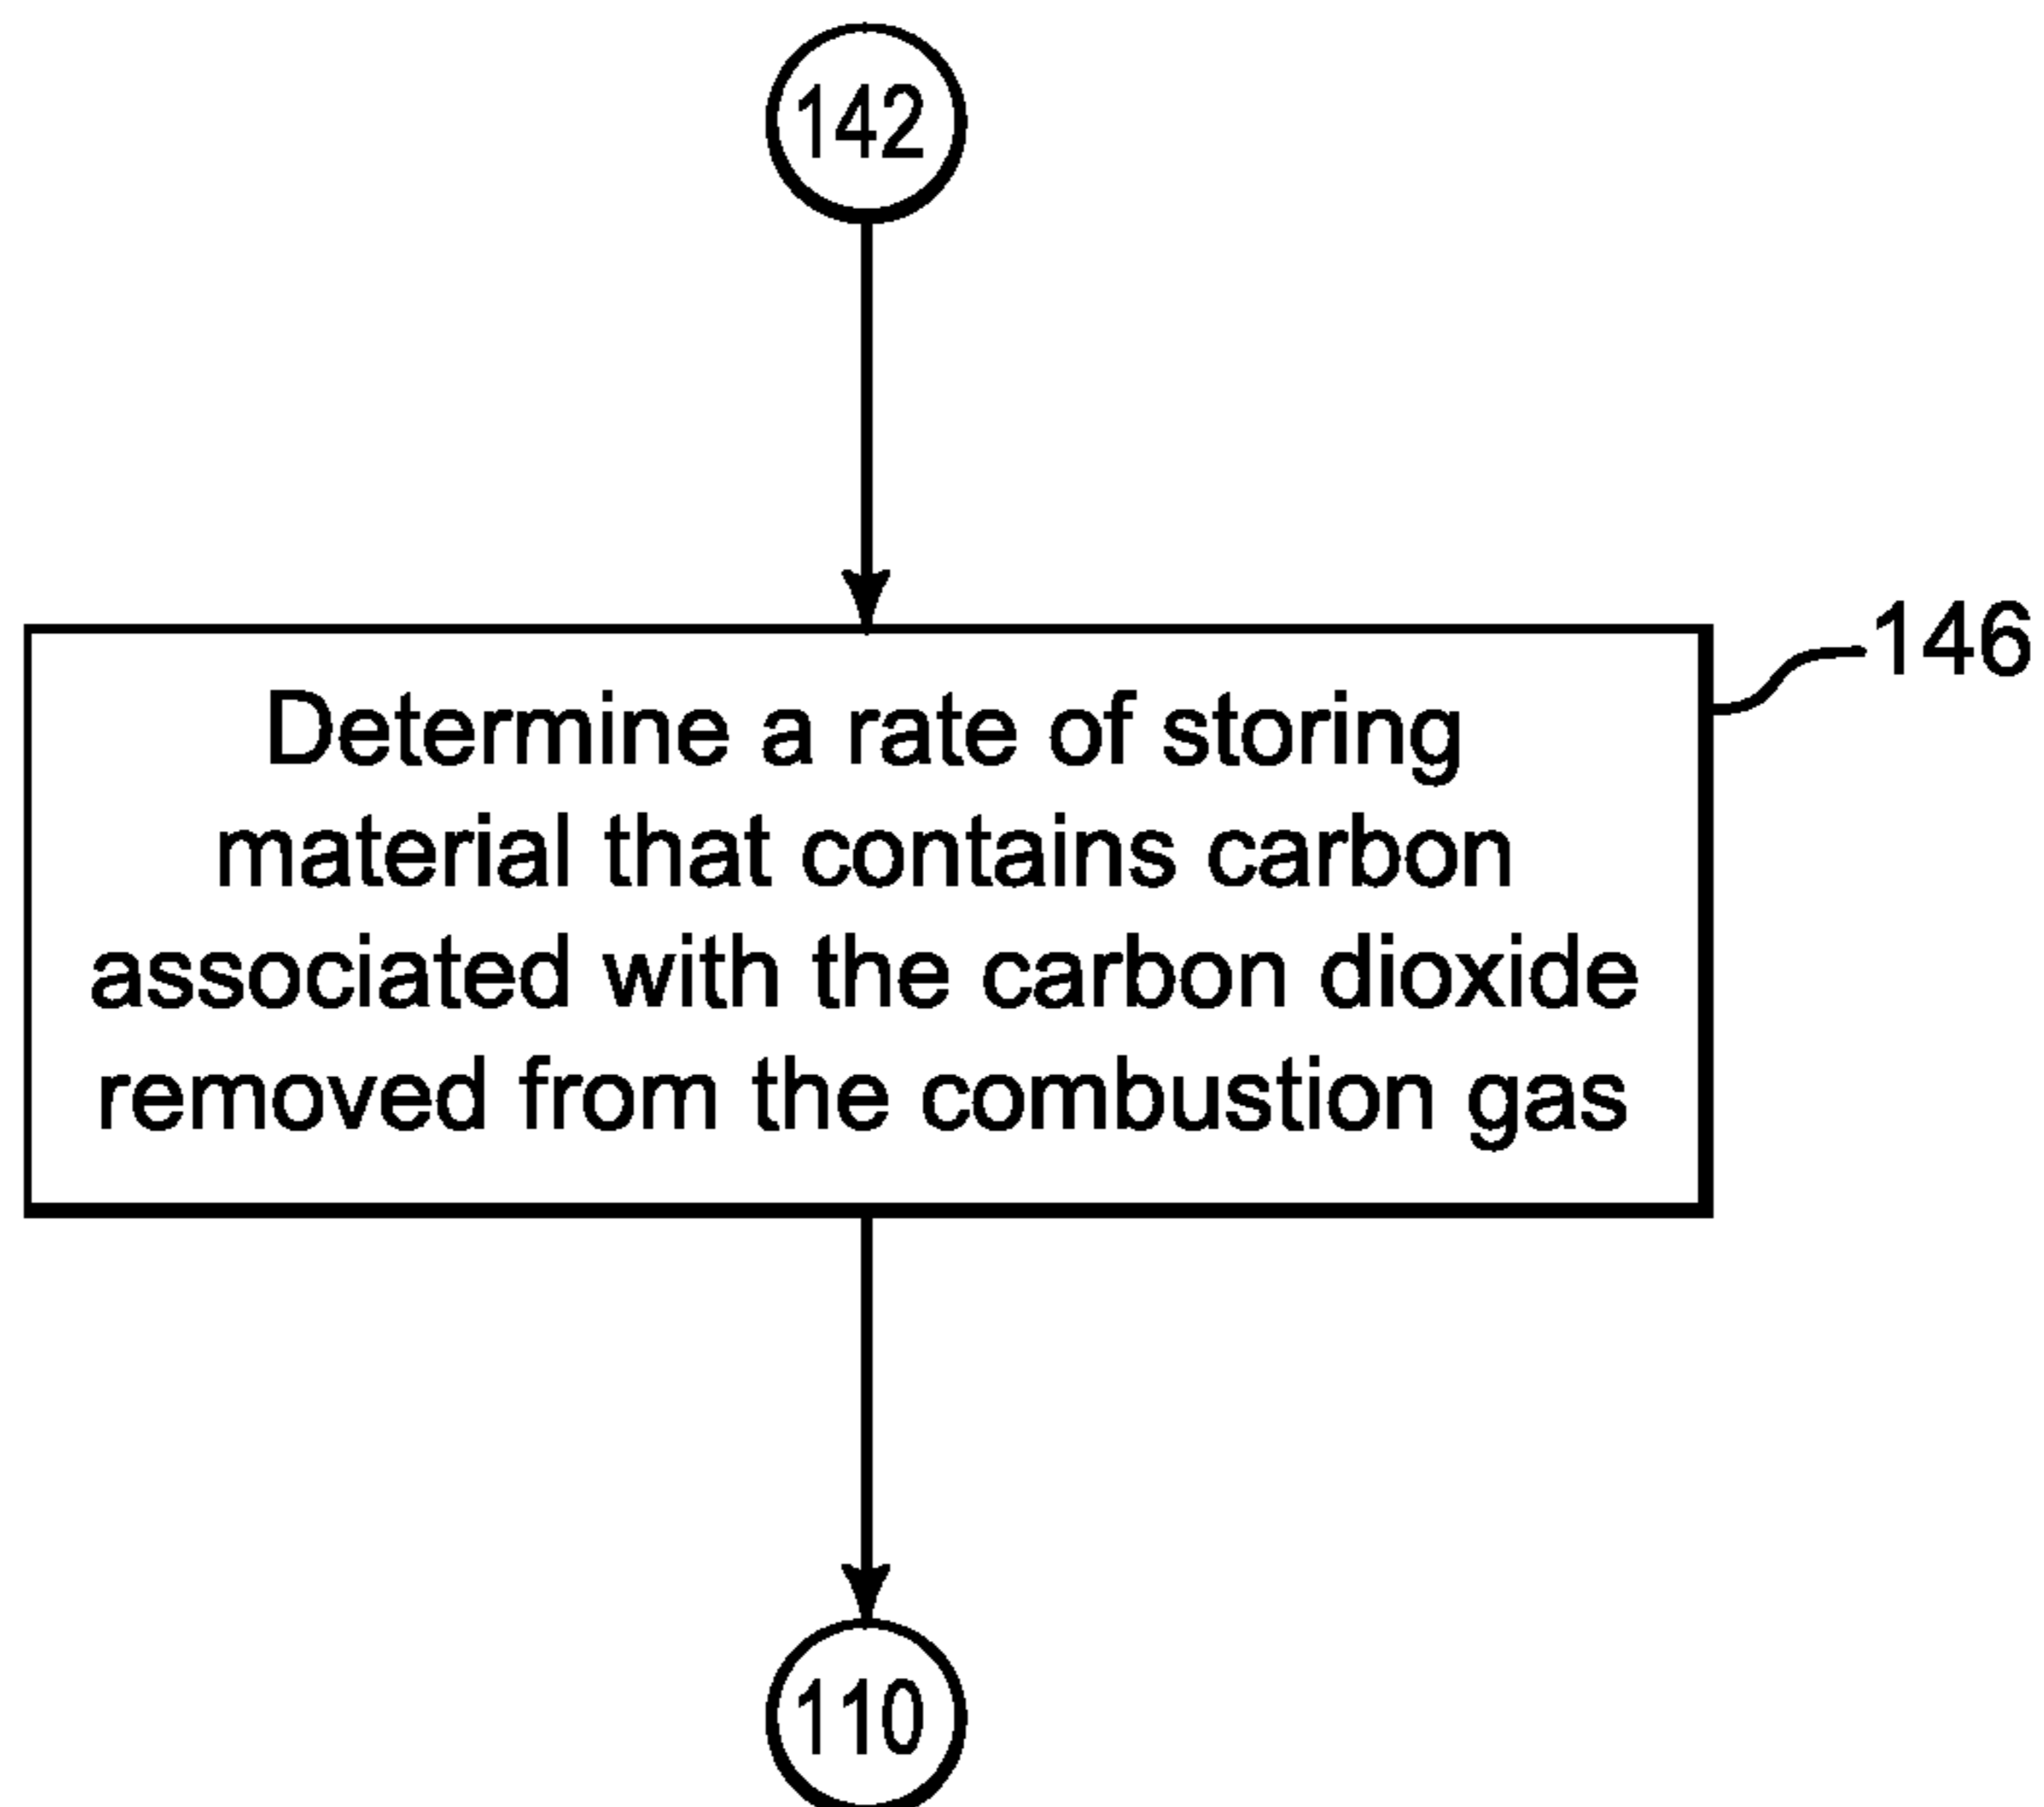 142
146
Determine a rate of storing
material that contains carbon
associated with the carbon dioxide
removed from the combustion gas
110